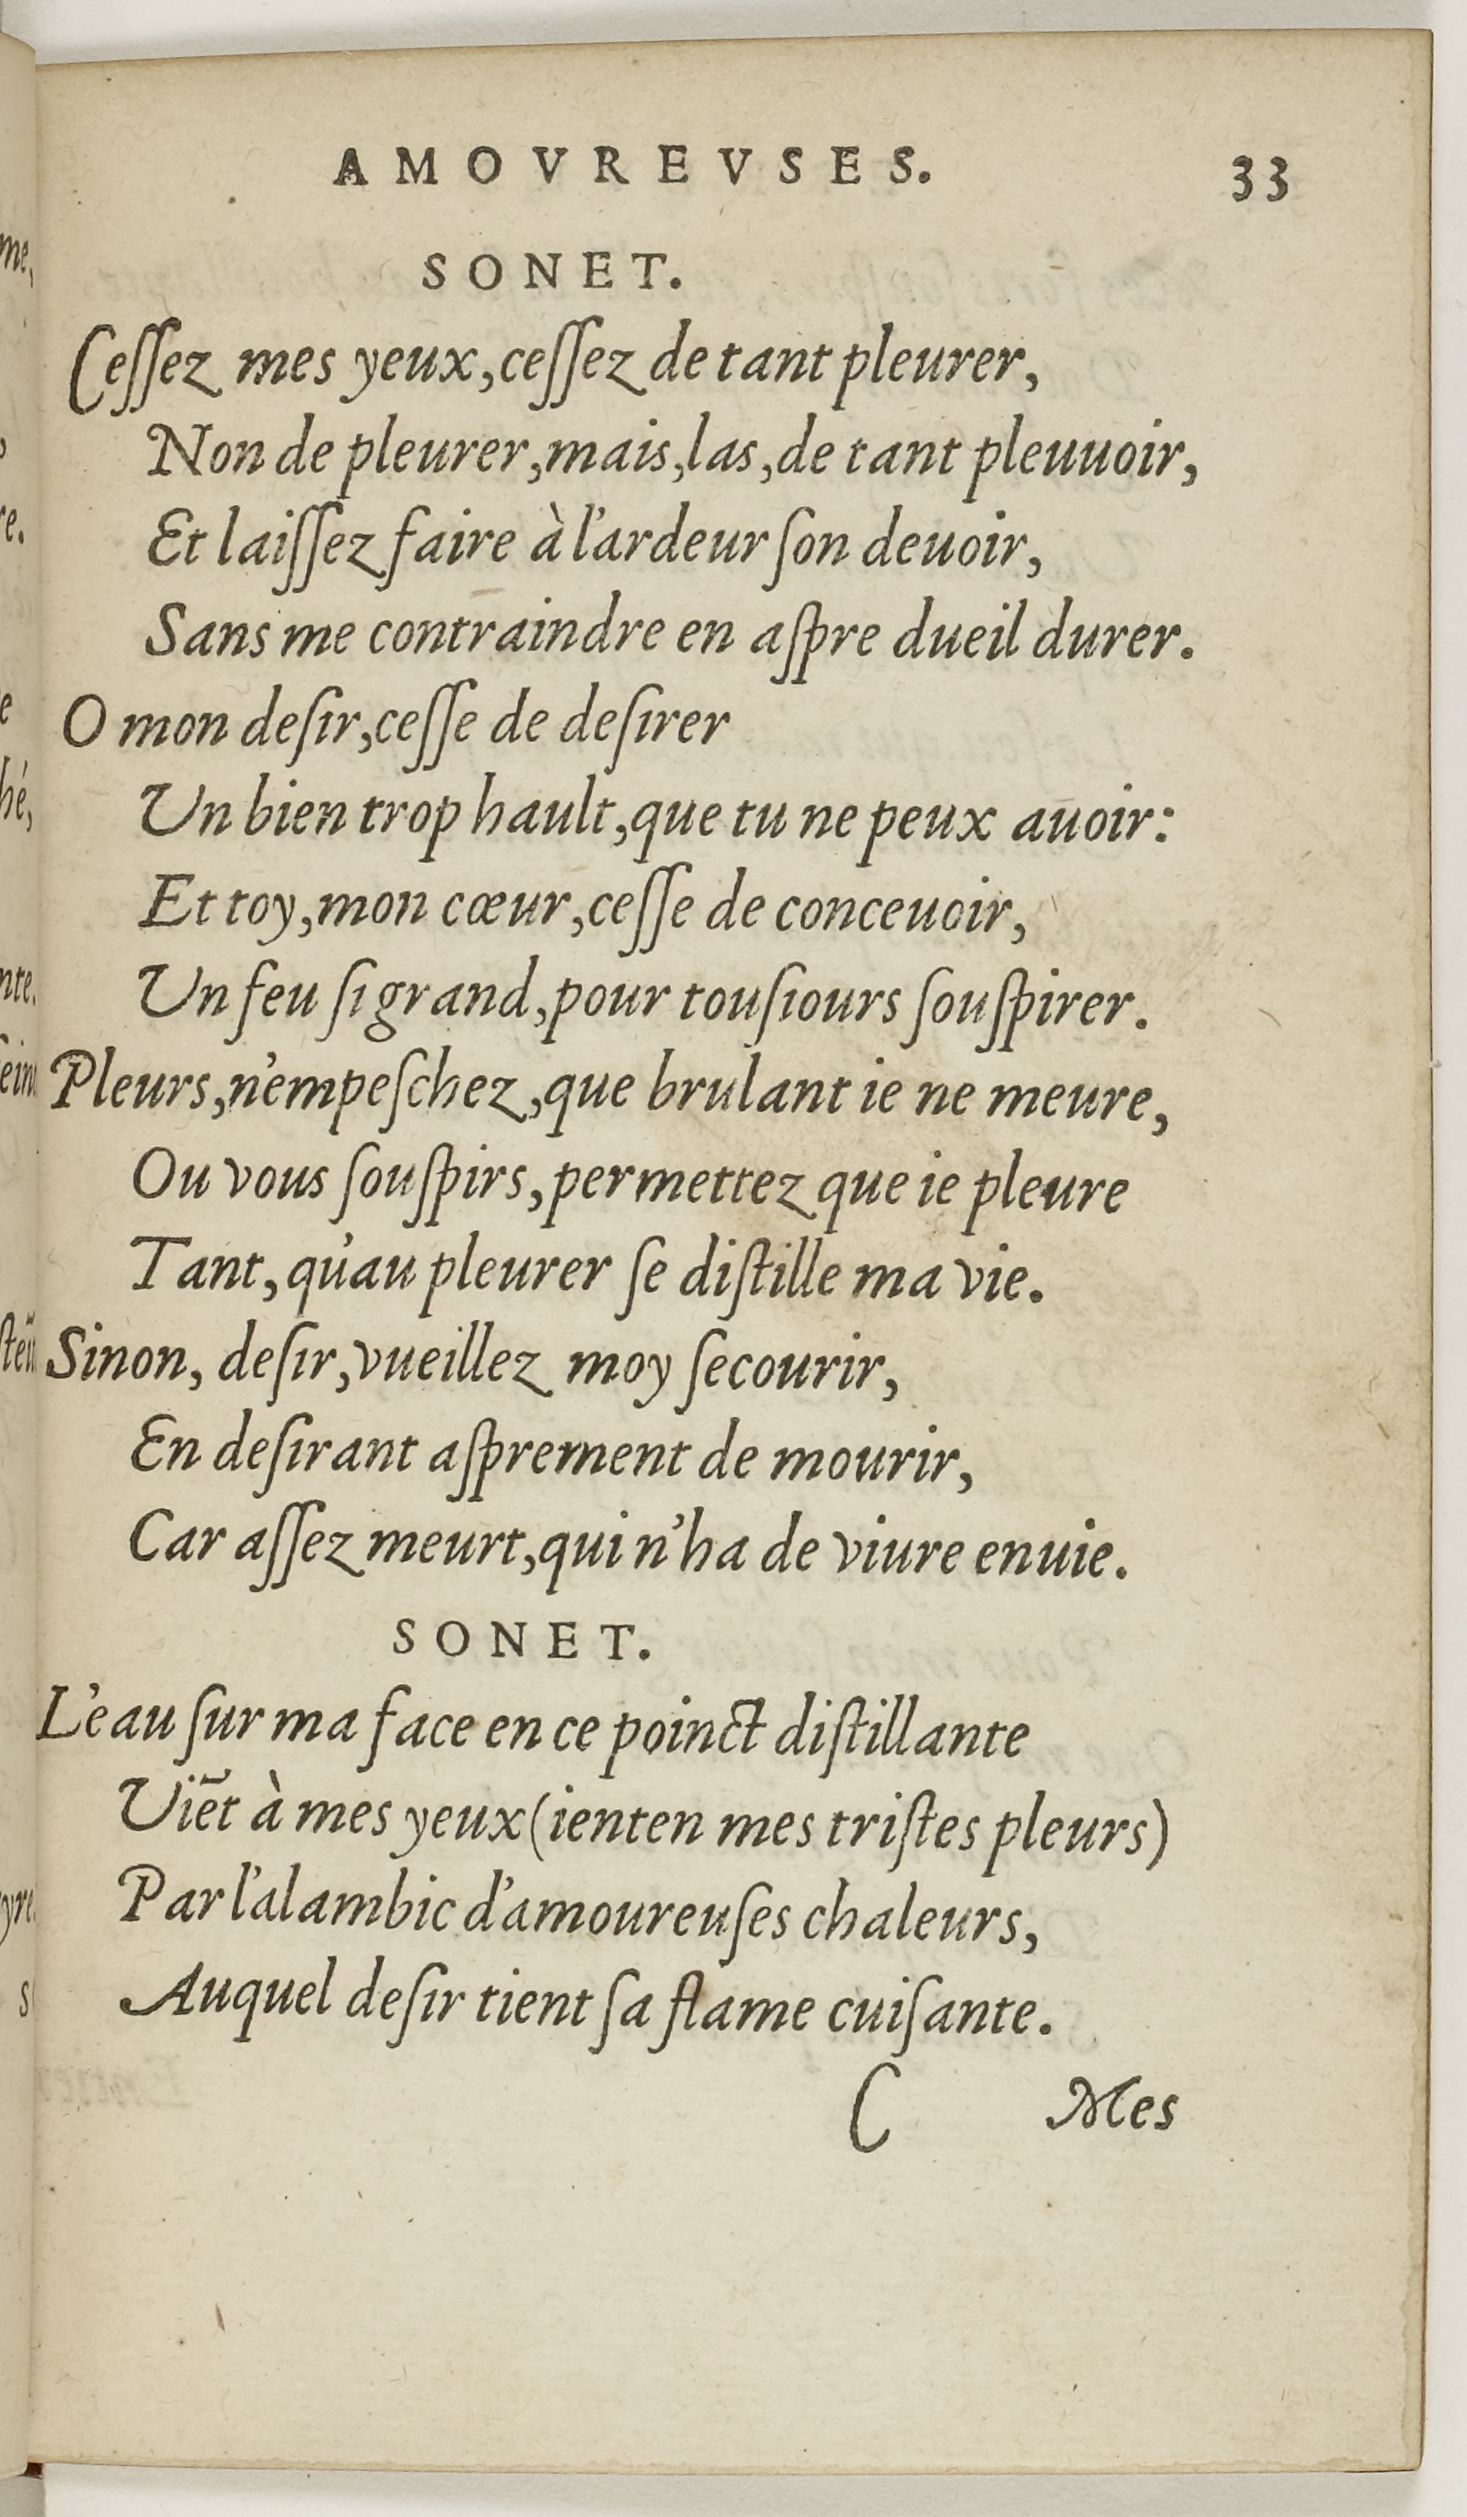 AMOVREVSES. 33
SONET.
Ceſſez mes yeux, ceſſez de tant pleurer,
Non de pleurer, mais, las, de tant pleuuoir,
Et laiſſez faire à l'ardeur ſon deuoir,
Sans me contraindre en aſpre dueil durer.
O mon deſir, ceſſe de deſirer
Un bien trop hault, que tu ne peux auoir:
Et toy, mon cœur, ceſſe de conceuoir,
Un feu ſi grand, pour touſiours ſouſpirer.
Pleurs, n'empeſchez, que brulant ie ne meure,
Ou vous ſouſpirs, permettez que ie pleure
Tant, qu'au pleurer ſe diſtille ma vie.
Sinon, deſir, vueillez moy ſecourir,
En deſirant aſprement de mourir,
Car aſſez meurt, qui n'ha de viure enuie.
SONET.
L'eau ſur ma face en ce poinct diſtillante
Uiẽt à mes yeux (ienten mes triſtes pleurs)
Par l'alambic d'amoureuſes chaleurs,
Auquel deſir tient ſa flame cuiſante.
C Mes